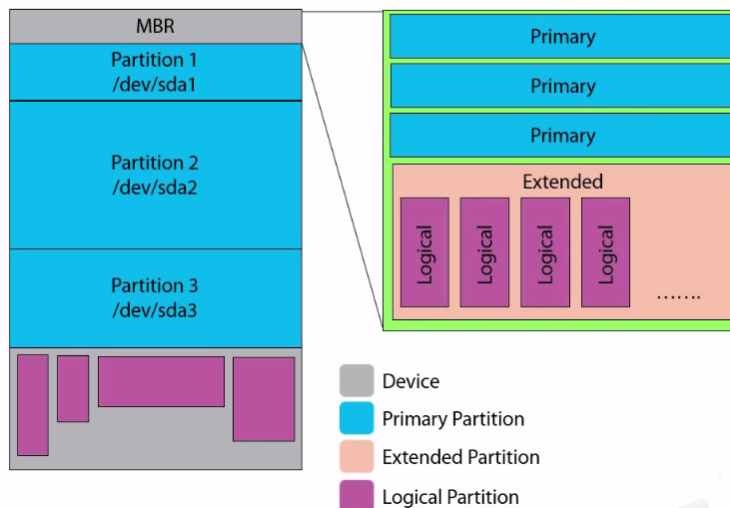 MBR
Partition 1
/dev/sda1
Partition 2
/dev/sda2
Partition 3
/dev/sda3
Primary
Primary
Primary
Extended
Logical
Logical
Logical
Logical
.......
Device
Primary Partition
Extended Partition
Logical Partition